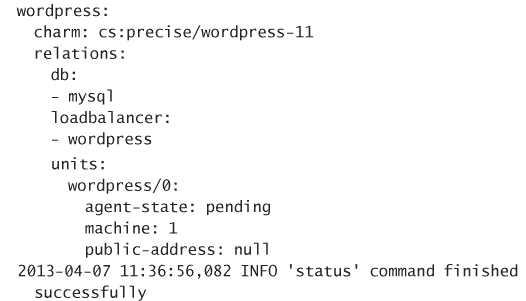 wordpress:
  charm: cs:precise/wordpress-11
  relations:
    db:
    - mysql
    loadbalancer:
    - wordpress
    units:
      wordpress/0:
        agent-state: pending
        machine: 1
        public-address: null
2013-04-07 11:36:56,082 INFO 'status' command finished
  successfully